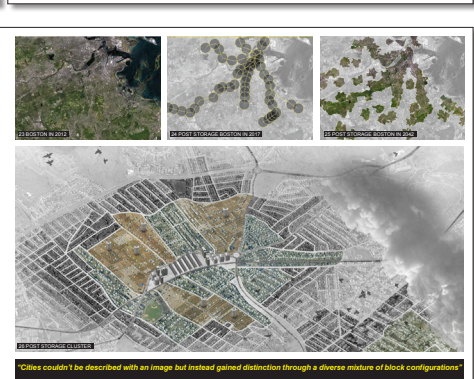 23 BOSTON IN 2012
24 POST STORAGE BOSTON IN 2017
25 POST STORAGE BOSTON IN 2042
26 POST STORAGE CLUSTER
"Cities couldn't be described with an image but instead gained distinction through a diverse mixture of block configurations"